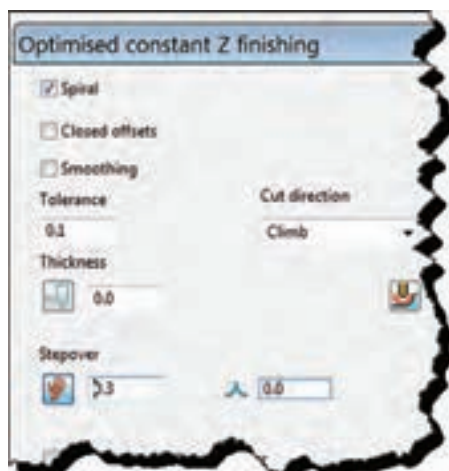 Optimised constant Z finishing
Spiral
Closed offsets
Smoothing
Tolerance Cut direction
0.1 Climb
Thickness
0.0
Stepover
0.0